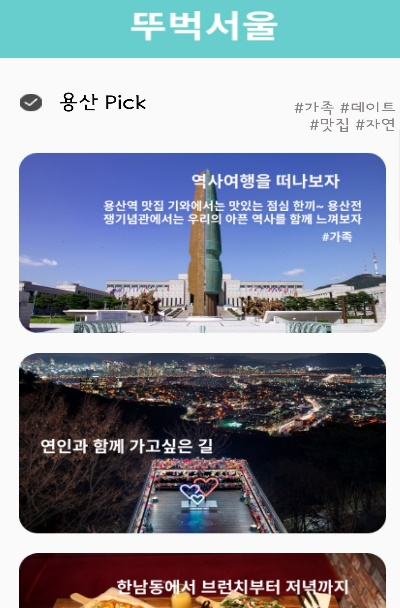 뚜벅서울
용산 Pick
#가족 #데이트
#맛집 #자연
역사여행을 떠나보자
용산역 맛집 기와에서는 맛있는 점심 한끼~ 용산전
쟁기념관에서는 우리의 아픈 역사를 함께 느껴보자
#가족
연인과 함께 가고싶은 길
한남동에서 브런치부터 저녁까지